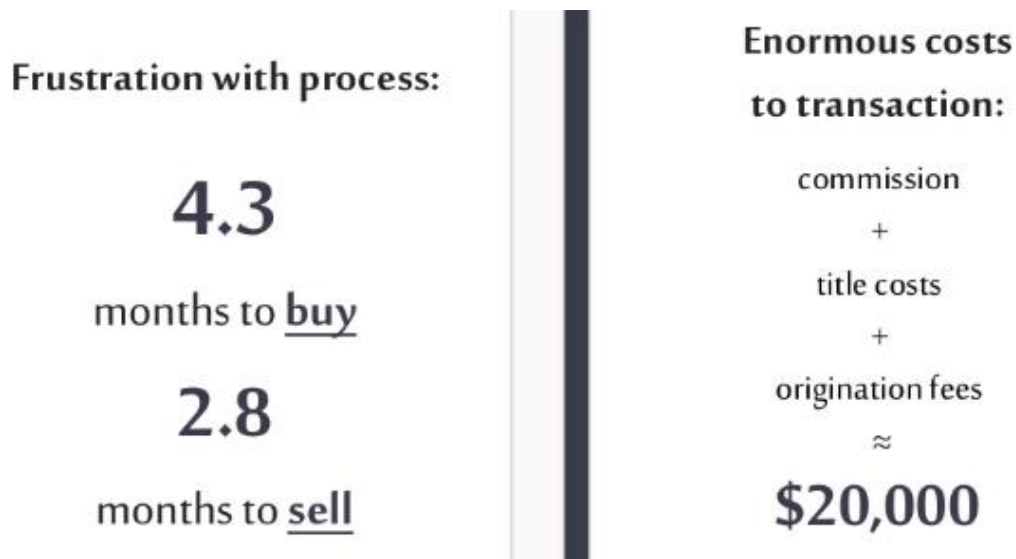 Frustration with process:
4.3
months to buy
2.8
months to sell
Enormous costs
to transaction:
commission
+
title costs
+
origination fees
≈
$20,000